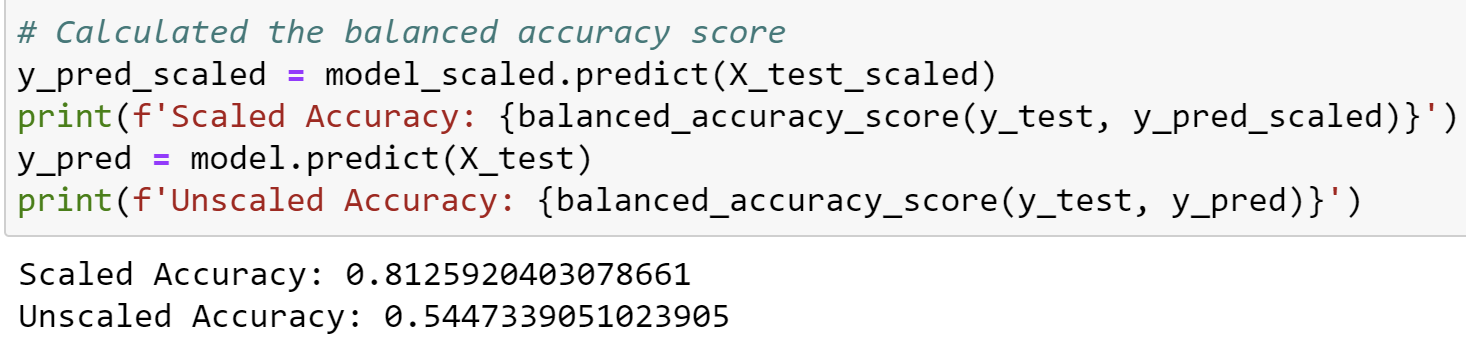 # Calculated the balanced accuracy score
y_pred_scaled = model_scaled.predict(X_test_scaled)
print(f'Scaled Accuracy: {balanced_accuracy_score(y_test, y_pred_scaled)}')
y_pred = model.predict(X_test)
print(f'Unscaled Accuracy: {balanced_accuracy_score(y_test, y_pred)}')
Scaled Accuracy: 0.8125920403078661
Unscaled Accuracy: 0.5447339051023905